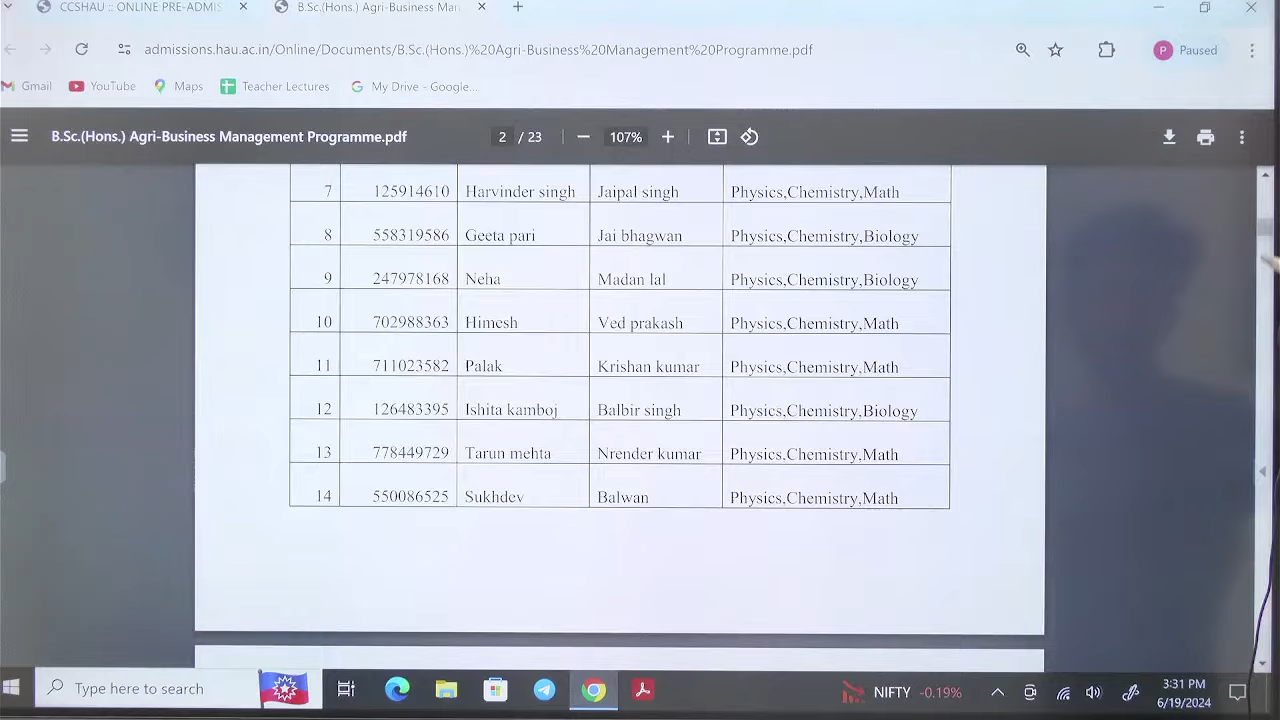 CCSHAU :: ONLINE PRE-ADMIS
B.Sc.(Hons.) Agri-Business Man
admissions.hau.ac.in/Online/Documents/B.Sc.(Hons.)%20Agri-Business%20Management%20Programme.pdf
P Paused
Gmail YouTube Maps Teacher Lectures My Drive - Google...
B.Sc.(Hons.) Agri-Business Management Programme.pdf 2 / 23 107%
7 125914610 Harvinder singh Jaipal singh Physics,Chemistry,Math
8 558319586 Geeta pari Jai bhagwan Physics,Chemistry,Biology
9 247978168 Neha Madan lal Physics,Chemistry,Biology
10 702988363 Himesh Ved prakash Physics,Chemistry,Math
11 711023582 Palak Krishan kumar Physics,Chemistry,Math
12 126483395 Ishita kamboj Balbir singh Physics,Chemistry,Biology
13 778449729 Tarun mehta Nrender kumar Physics,Chemistry,Math
14 550086525 Sukhdev Balwan Physics,Chemistry,Math
Type here to search
NIFTY -0.19%
3:31 PM
6/19/2024